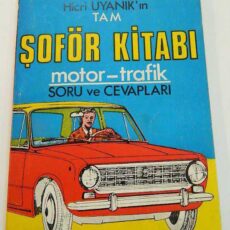 Hicri UYANIK'ın
TAM
ŞOFÖR KİTABI
motor-trafik
SORU ve CEVAPLARI